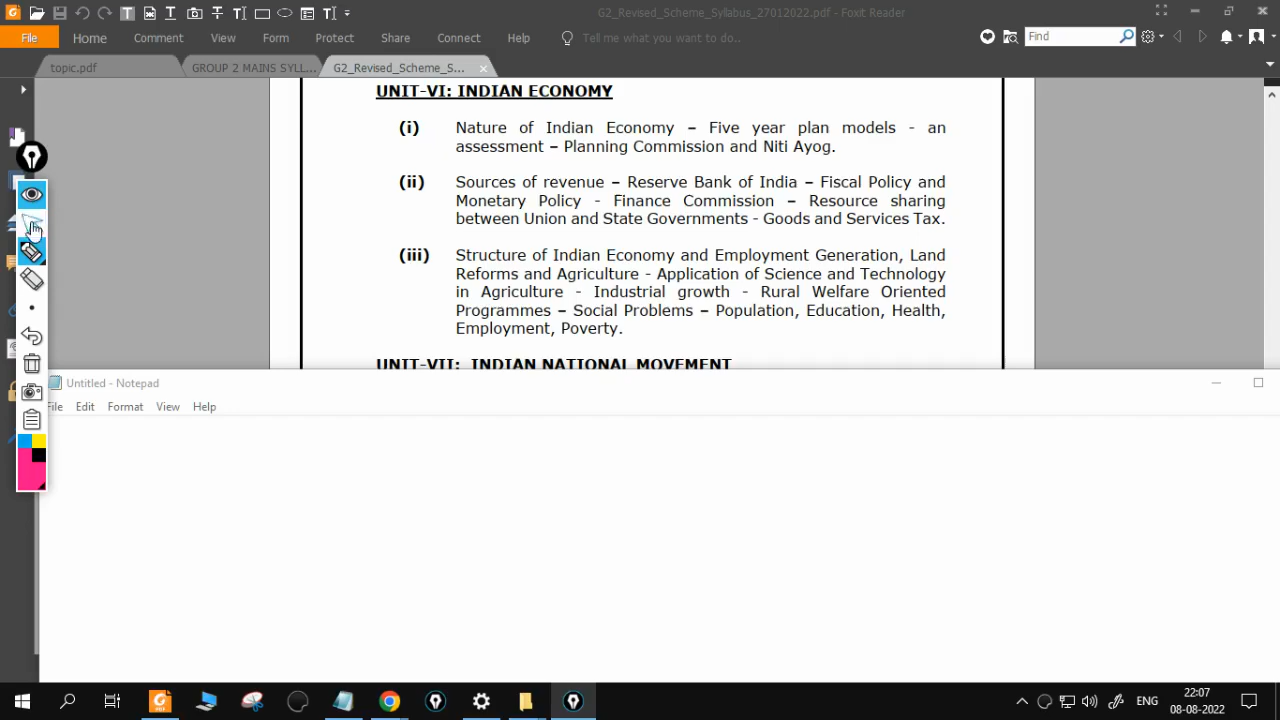 G2_Revised_Scheme_Syllabus_27012022.pdf - Foxit Reader
File Home Comment View Form Protect Share Connect Help Tell me what you want to do.. Find
topic.pdf GROUP 2 MAINS SYLL... G2_Revised_Scheme_S...
UNIT-VI: INDIAN ECONOMY
(i) Nature of Indian Economy – Five year plan models - an
assessment – Planning Commission and Niti Ayog.
(ii) Sources of revenue – Reserve Bank of India – Fiscal Policy and
Monetary Policy - Finance Commission – Resource sharing
between Union and State Governments - Goods and Services Tax.
(iii) Structure of Indian Economy and Employment Generation, Land
Reforms and Agriculture - Application of Science and Technology
in Agriculture - Industrial growth - Rural Welfare Oriented
Programmes – Social Problems – Population, Education, Health,
Employment, Poverty.
UNIT-VII: INDIAN NATIONAL MOVEMENT
Untitled - Notepad
File Edit Format View Help
ENG
22:07
08-08-2022